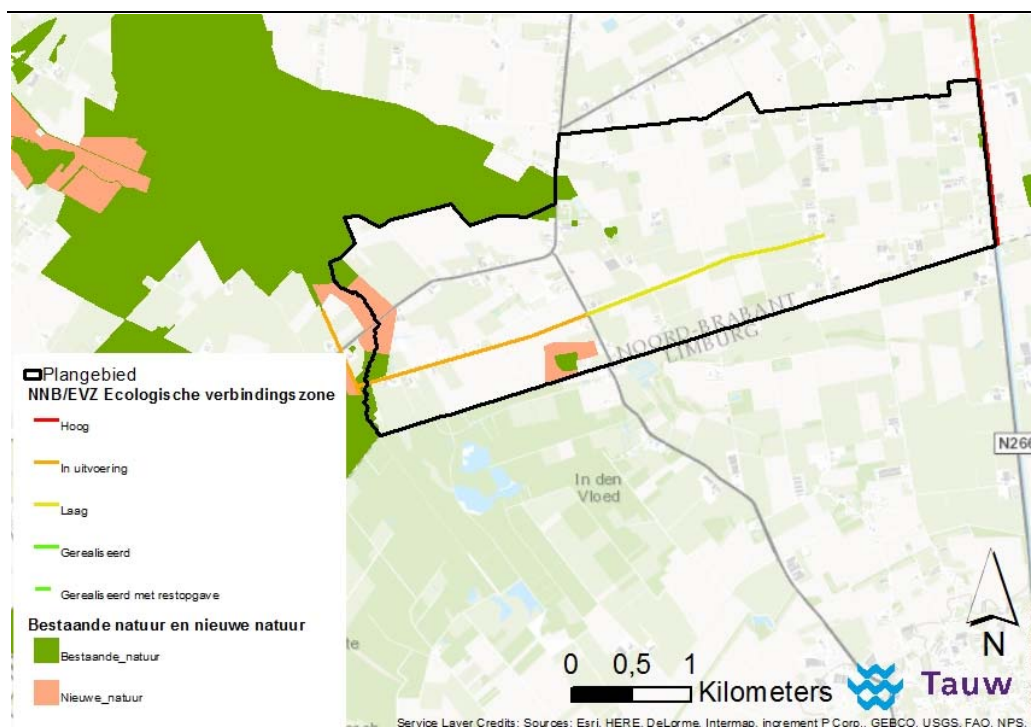 NOORD-BRABANT
LIMBURG
N266
In den
Vloed
Plangebied
NNB/EVZ Ecologische verbindingszone
Hoog
In uitvoering
Laag
Gerealiseerd
Gerealiseerd met restopgave
Bestaande natuur en nieuwe natuur
Bestaande_natuur
Nieuwe_natuur
N
0 0,5 1
Kilometers
Tauw
Service Layer Credits: Sources: Esri, HERE, DeLorme, Intermap, increment P Corp., GEBCO, USGS, FAO, NPS,